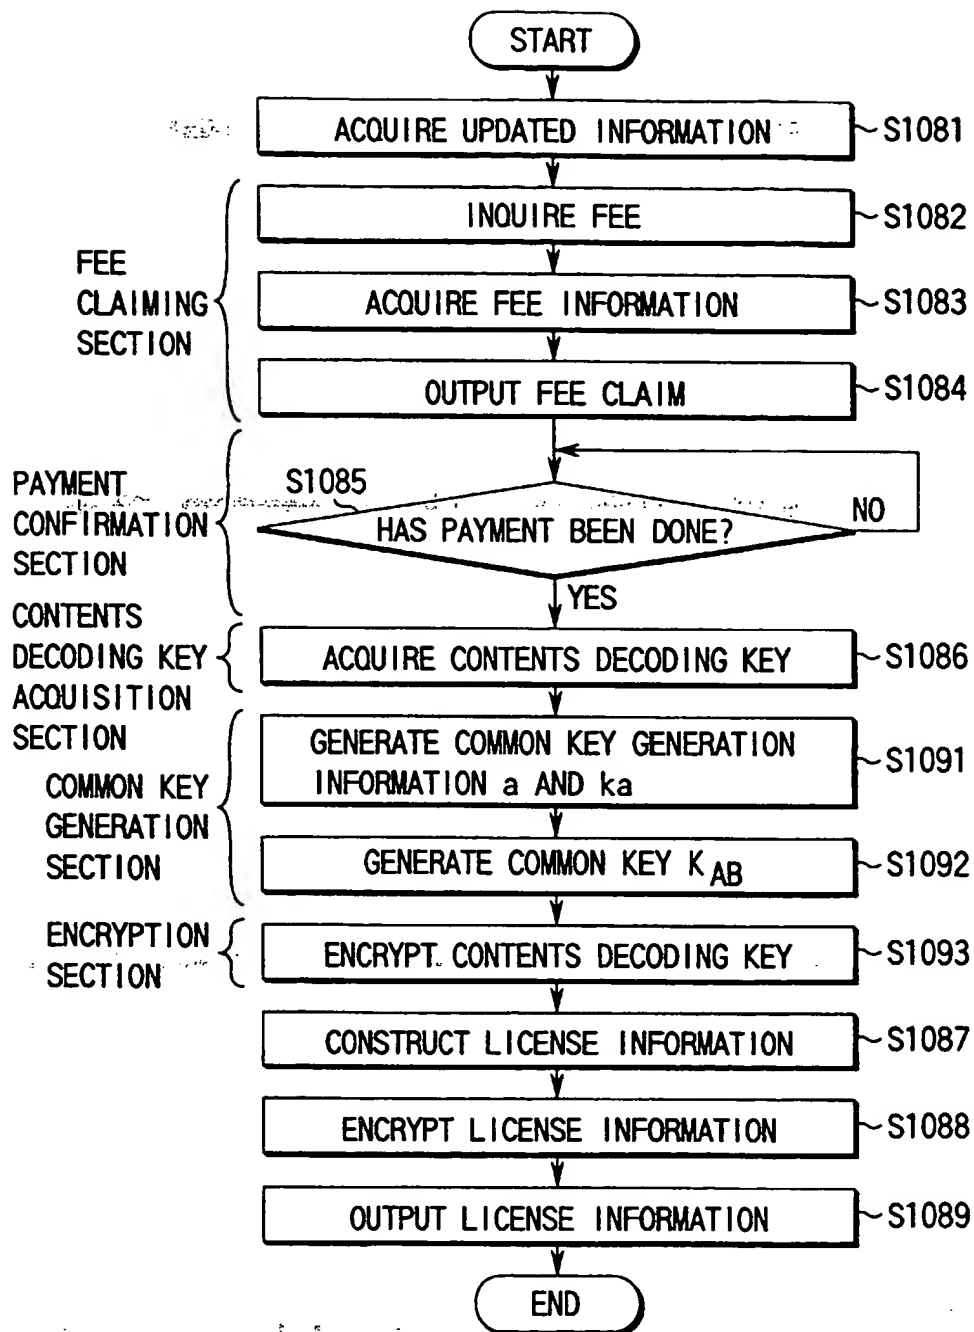 START
ACQUIRE UPDATED INFORMATION
S1081
INQUIRE FEE
S1082
FEE
CLAIMING
SECTION
ACQUIRE FEE INFORMATION
S1083
OUTPUT FEE CLAIM
S1084
PAYMENT
CONFIRMATION
SECTION
S1085
HAS PAYMENT BEEN DONE?
NO
YES
CONTENTS
DECODING KEY
ACQUISITION
SECTION
ACQUIRE CONTENTS DECODING KEY
S1086
GENERATE COMMON KEY GENERATION
INFORMATION a AND ka
S1091
COMMON KEY
GENERATION
SECTION
GENERATE COMMON KEY K AB
S1092
ENCRYPTION
SECTION
ENCRYPT CONTENTS DECODING KEY
S1093
CONSTRUCT LICENSE INFORMATION
S1087
ENCRYPT LICENSE INFORMATION
S1088
OUTPUT LICENSE INFORMATION
S1089
END